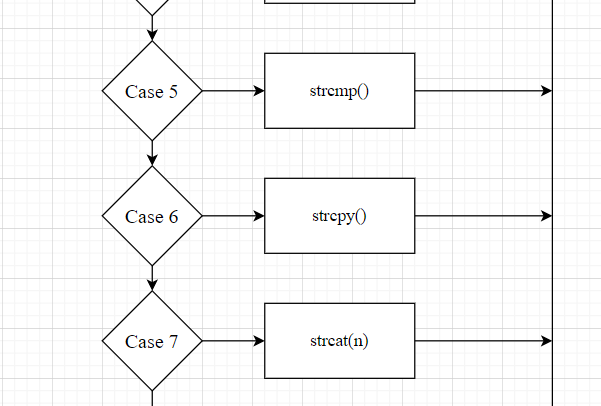 Case 5
strcmp()
Case 6
strcpy()
Case 7
strcat(n)